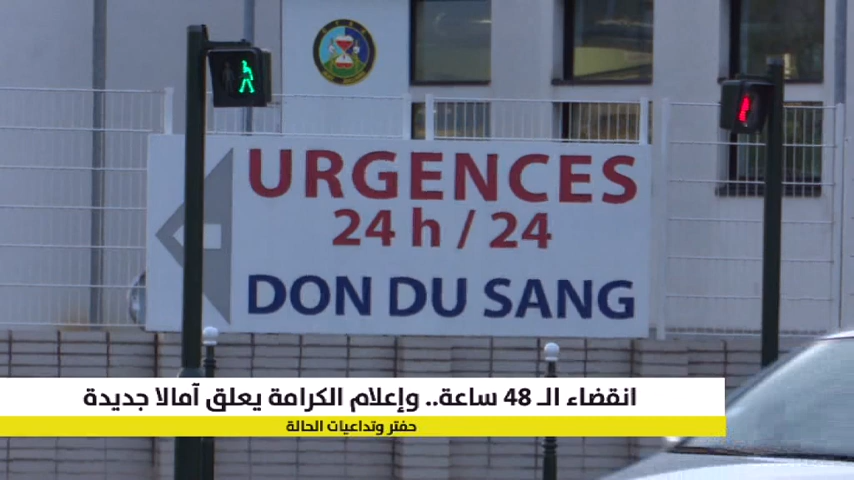 URGENCES
24 h / 24
DON DU SANG
انقضاء الـ 48 ساعة.. وإعلام الكرامة يعلق آمالا جديدة
حفتر وتداعيات الحالة